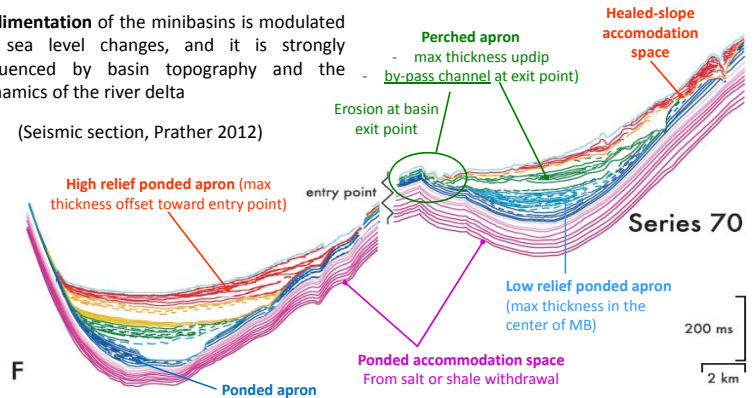 dimentation of the minibasins is modulated
sea level changes, and it is strongly
uenced by basin topography and the
namics of the river delta
(Seismic section, Prather 2012)
Perched apron
- max thickness updip
- by-pass channel at exit point)
Healed-slope
accomodation
space
Erosion at basin
exit point
High relief ponded apron (max
thickness offset toward entry point)
entry point
Series 70
Low relief ponded apron
(max thickness in the
center of MB)
200 ms
Ponded accommodation space
From salt or shale withdrawal
2 km
F
Ponded apron